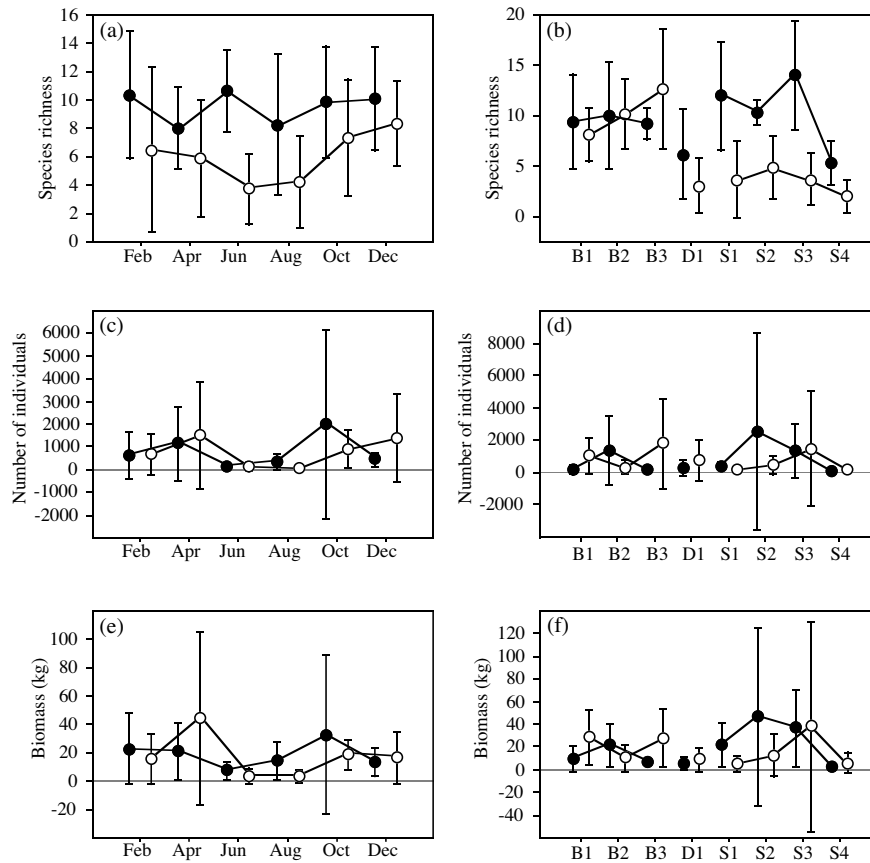 (a)
Species richness
16
14
12
10
8
6
4
2
0
Feb Apr Jun Aug Oct Dec
(b)
Species richness
20
15
10
5
0
B1 B2 B3 D1 S1 S2 S3 S4
(c)
Number of individuals
6000
5000
4000
3000
2000
1000
0
-1000
-2000
Feb Apr Jun Aug Oct Dec
(d)
Number of individuals
8000
6000
4000
2000
0
-2000
B1 B2 B3 D1 S1 S2 S3 S4
(e)
Biomass (kg)
100
80
60
40
20
0
-20
Feb Apr Jun Aug Oct Dec
(f)
Biomass (kg)
120
100
80
60
40
20
0
-20
-40
B1 B2 B3 D1 S1 S2 S3 S4